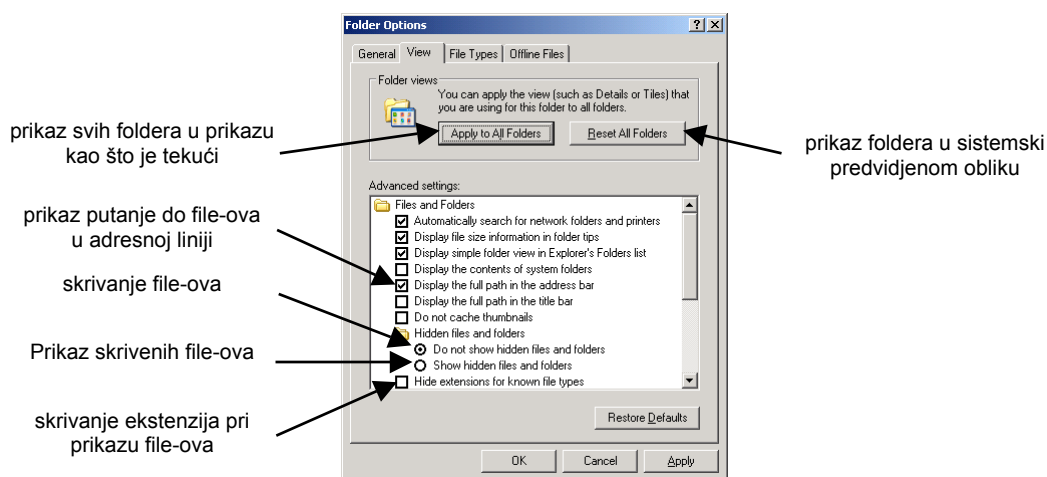 Folder Options
General View File Types Offline Files
Folder views
You can apply the view (such as Details or Tiles) that
you are using for this folder to all folders.
Apply to All Folders Reset All Folders
prikaz svih foldera u prikazu
kao što je tekući
prikaz foldera u sistemski
predvidjenom obliku
Advanced settings:
Files and Folders
Automatically search for network folders and printers
Display file size information in folder tips
Display simple folder view in Explorer's Folders list
Display the contents of system folders
Display the full path in the address bar
Display the full path in the title bar
Do not cache thumbnails
Hidden files and folders
Do not show hidden files and folders
Show hidden files and folders
Hide extensions for known file types
prikaz putanje do file-ova
u adresnoj liniji
skrivanje file-ova
Prikaz skrivenih file-ova
skrivanje ekstenzija pri
prikazu file-ova
Restore Defaults
OK Cancel Apply